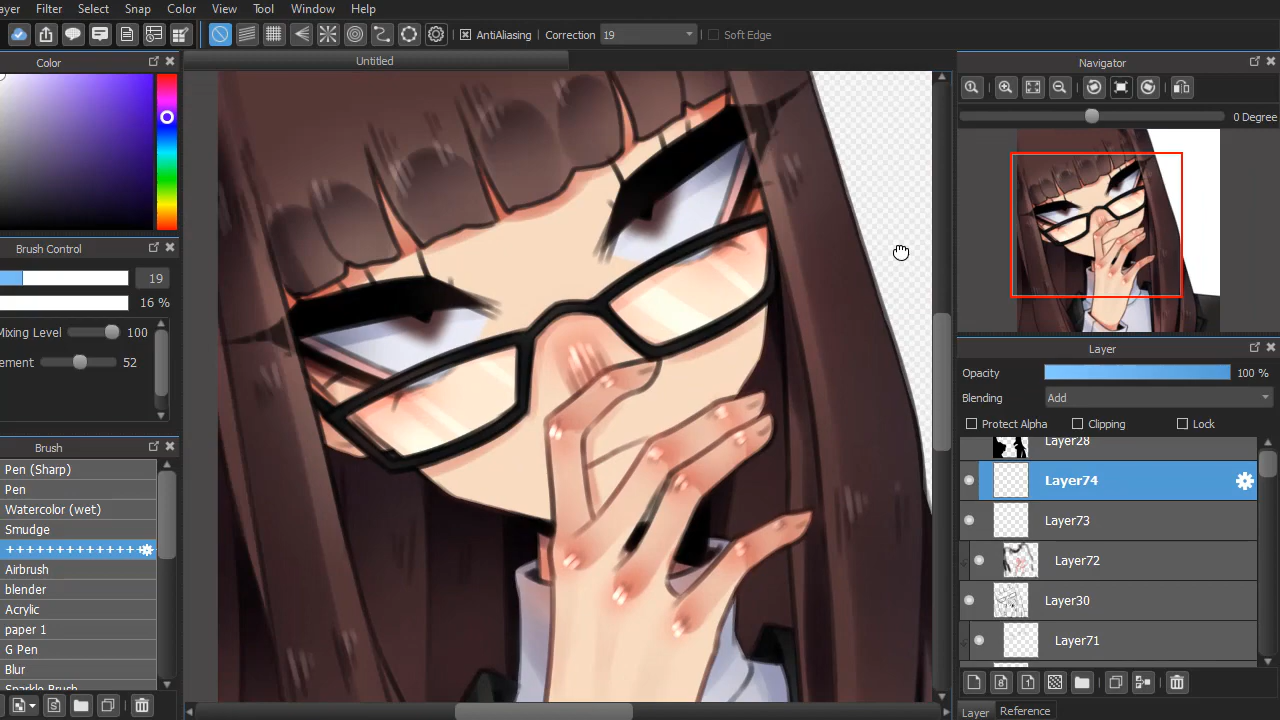 ayer Filter Select Snap Color View Tool Window Help
AntiAliasing Correction 19 Soft Edge
Color
Untitled
Navigator
0 Degree
Brush Control
19
16 %
Mixing Level 100
ement 52
Brush
Pen (Sharp)
Pen
Watercolor (wet)
Smudge
++++++++++++++
Airbrush
blender
Acrylic
paper 1
G Pen
Blur
Sparkle Brush
Layer
Opacity 100 %
Blending Add
Protect Alpha Clipping Lock
Layer28
Layer74
Layer73
Layer72
Layer30
Layer71
Layer Reference